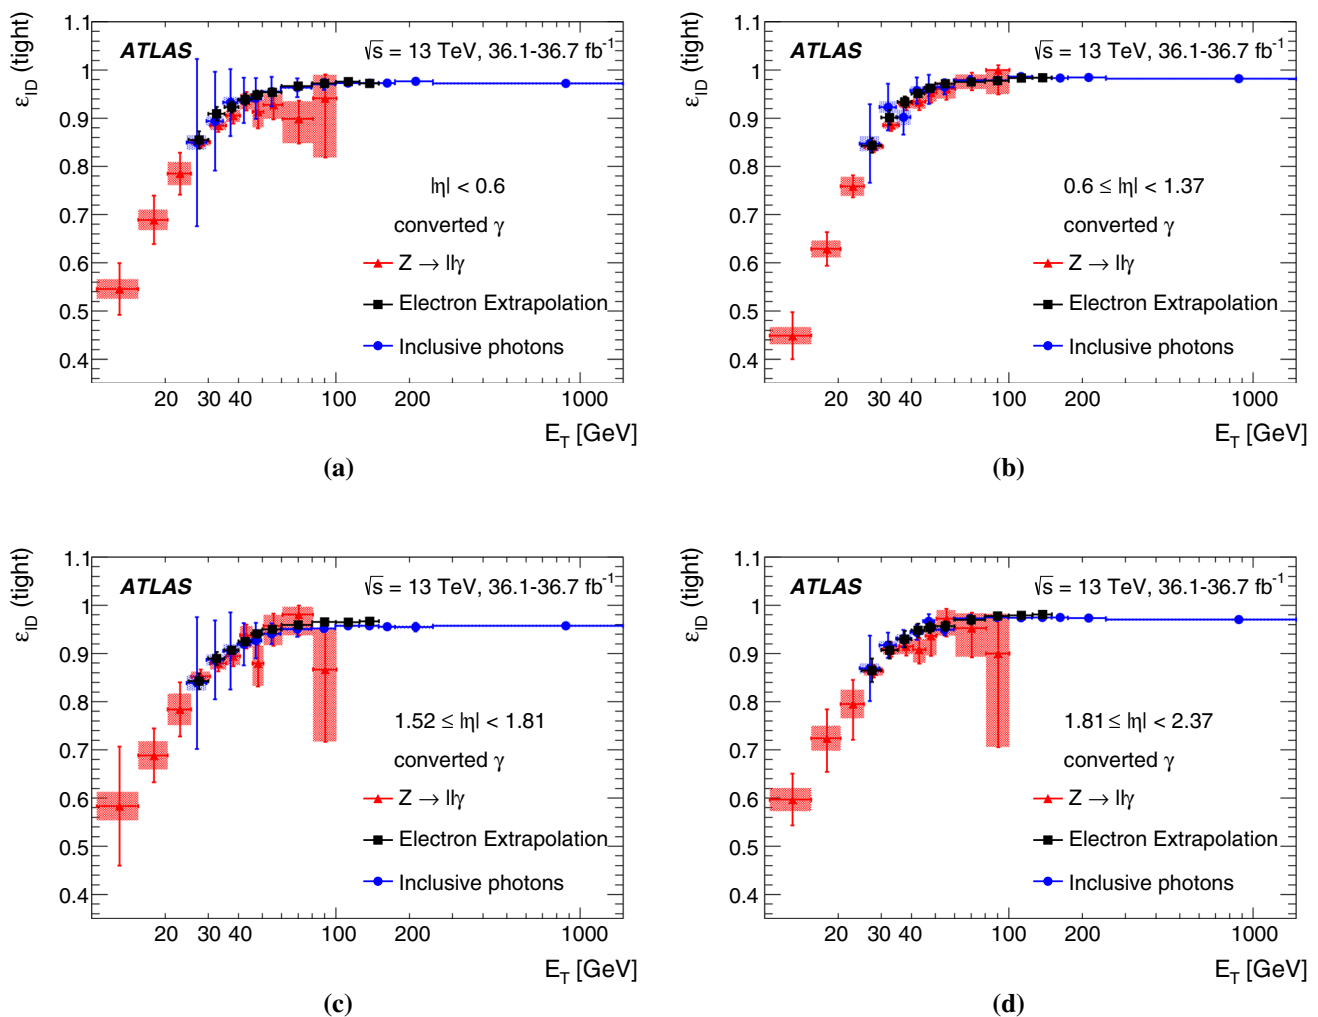 ε_ID (tight)
1.1
1
0.9
0.8
0.7
0.6
0.5
0.4
ATLAS
√s = 13 TeV, 36.1-36.7 fb⁻¹
|η| < 0.6
converted γ
Z → llγ
Electron Extrapolation
Inclusive photons
20 30 40 100 200 1000
E_T [GeV]
(a)
ε_ID (tight)
1.1
1
0.9
0.8
0.7
0.6
0.5
0.4
ATLAS
√s = 13 TeV, 36.1-36.7 fb⁻¹
0.6 ≤ |η| < 1.37
converted γ
Z → llγ
Electron Extrapolation
Inclusive photons
20 30 40 100 200 1000
E_T [GeV]
(b)
ε_ID (tight)
1.1
1
0.9
0.8
0.7
0.6
0.5
0.4
ATLAS
√s = 13 TeV, 36.1-36.7 fb⁻¹
1.52 ≤ |η| < 1.81
converted γ
Z → llγ
Electron Extrapolation
Inclusive photons
20 30 40 100 200 1000
E_T [GeV]
(c)
ε_ID (tight)
1.1
1
0.9
0.8
0.7
0.6
0.5
0.4
ATLAS
√s = 13 TeV, 36.1-36.7 fb⁻¹
1.81 ≤ |η| < 2.37
converted γ
Z → llγ
Electron Extrapolation
Inclusive photons
20 30 40 100 200 1000
E_T [GeV]
(d)